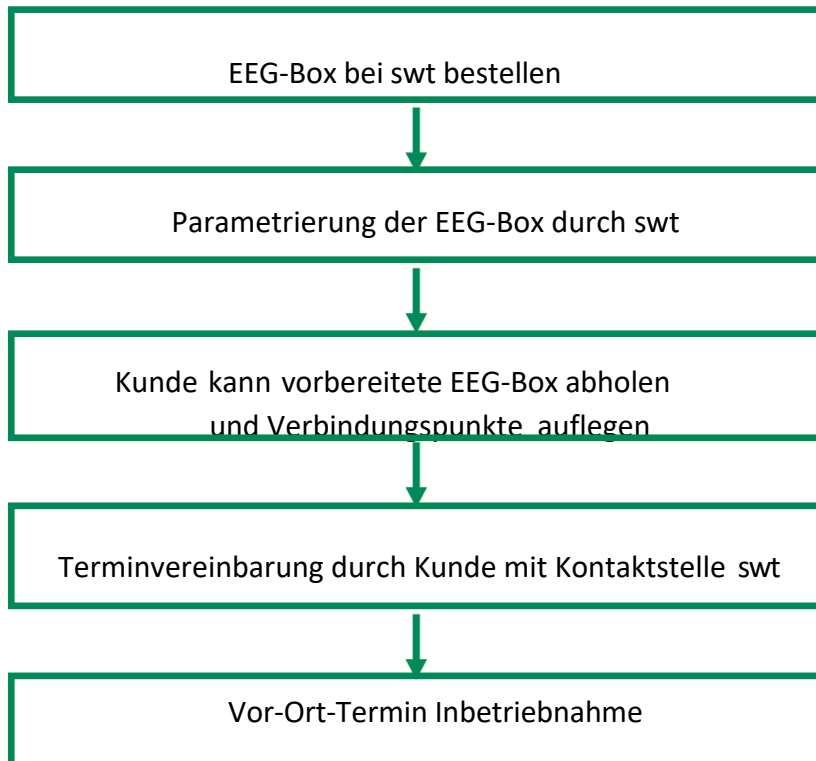 EEG-Box bei swt bestellen
Parametrierung der EEG-Box durch swt
Kunde kann vorbereitete EEG-Box abholen
und Verbindungspunkte auflegen
Terminvereinbarung durch Kunde mit Kontaktstelle swt
Vor-Ort-Termin Inbetriebnahme